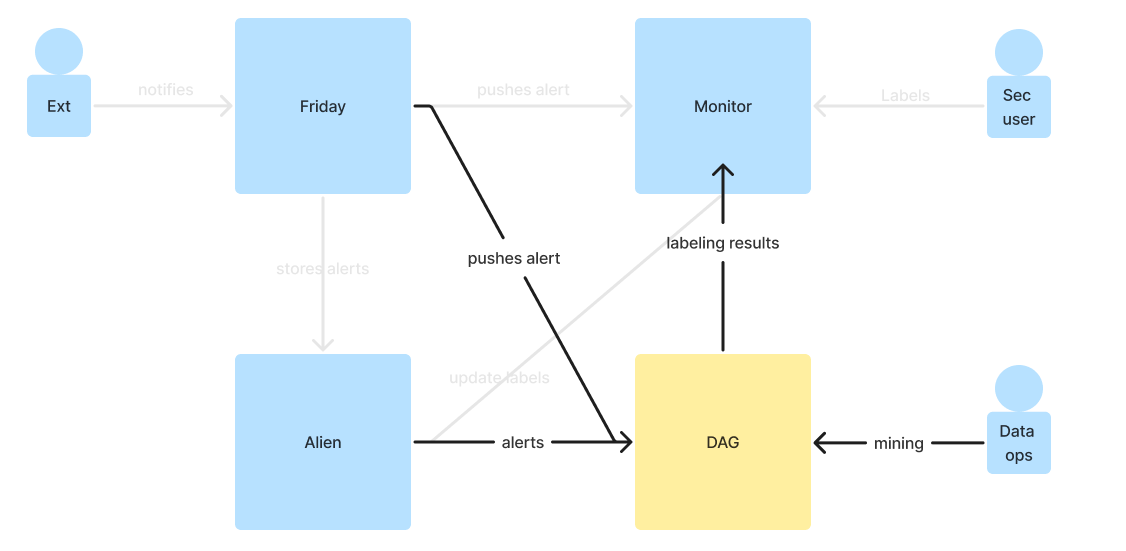 Ext
notifies
Friday
pushes alert
Monitor
Labels
Sec
user
pushes alert
labeling results
stores alerts
update labels
Alien
alerts
DAG
mining
Data
ops